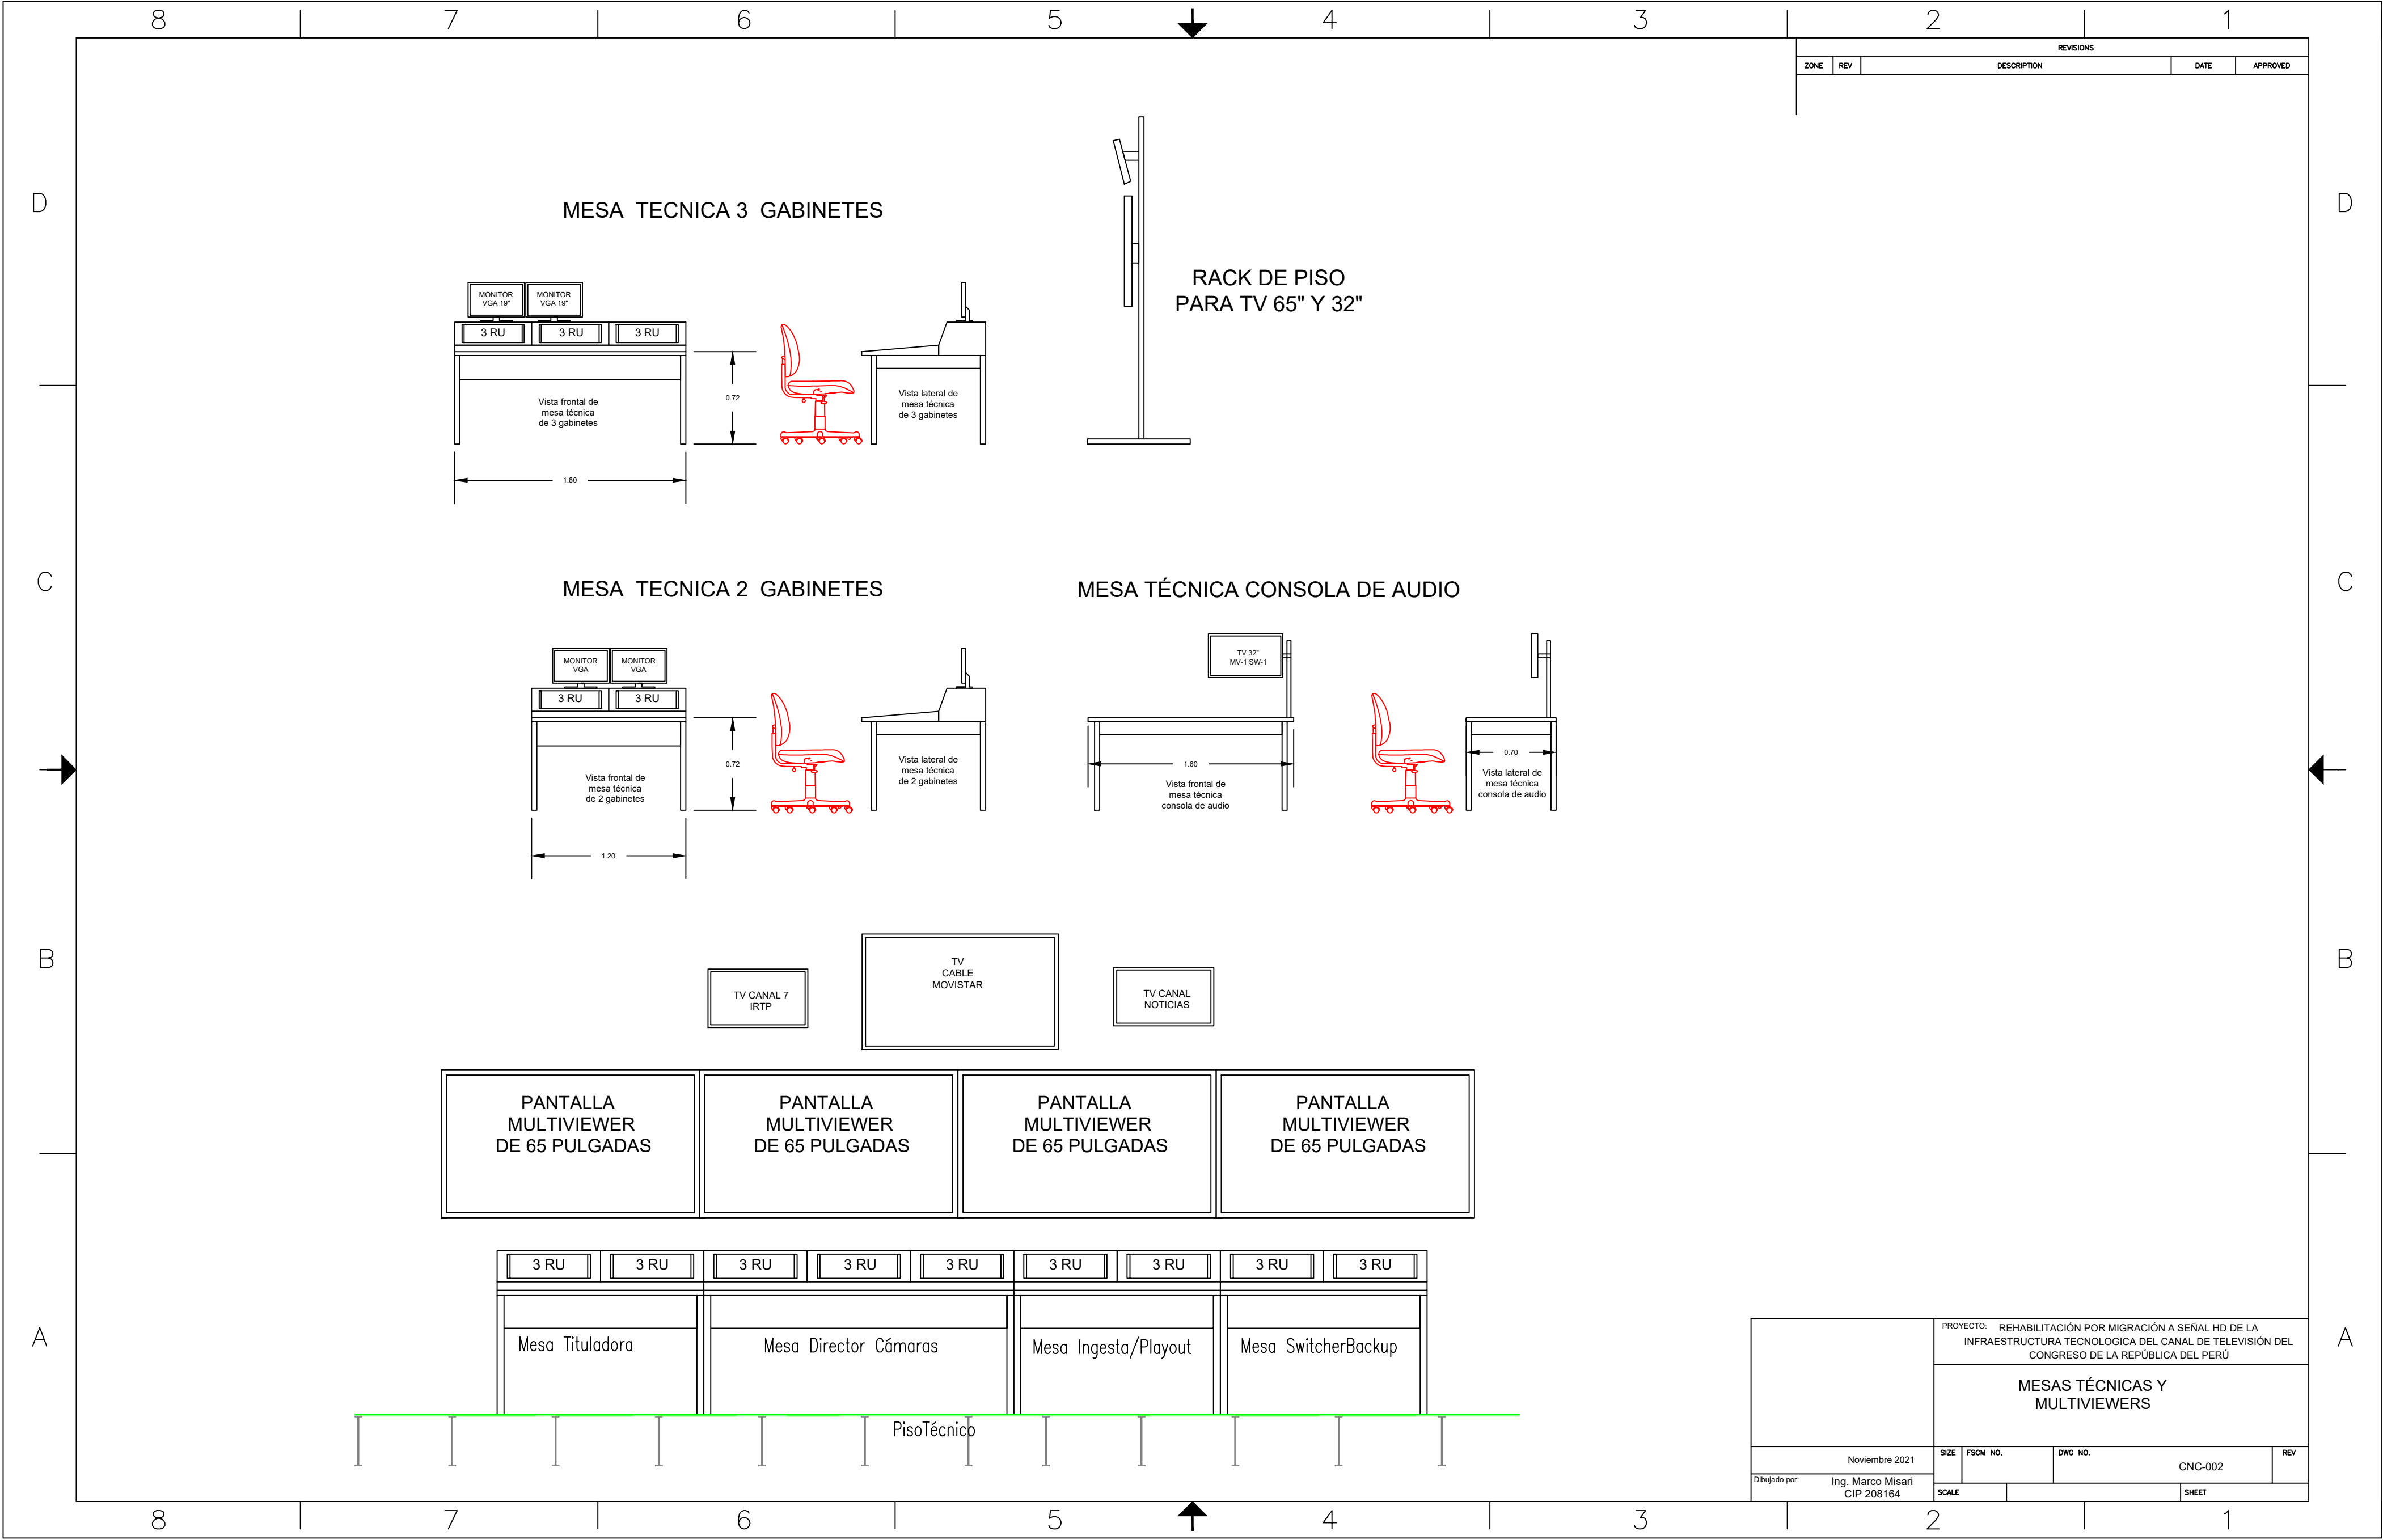 8 7 6 5 4 3 2 1
REVISIONS
ZONE REV DESCRIPTION DATE APPROVED
D D
MESA TECNICA 3 GABINETES
RACK DE PISO
PARA TV 65" Y 32"
MONITOR
VGA 19"
MONITOR
VGA 19"
3 RU 3 RU 3 RU
Vista frontal de
mesa técnica
de 3 gabinetes
0.72
Vista lateral de
mesa técnica
de 3 gabinetes
1.80
C C
MESA TECNICA 2 GABINETES
MESA TÉCNICA CONSOLA DE AUDIO
MONITOR
VGA
MONITOR
VGA
3 RU 3 RU
Vista frontal de
mesa técnica
de 2 gabinetes
0.72
Vista lateral de
mesa técnica
de 2 gabinetes
1.20
TV 32"
MV-1 SW-1
1.60
Vista frontal de
mesa técnica
consola de audio
0.70
Vista lateral de
mesa técnica
consola de audio
B B
TV CANAL 7
IRTP
TV
CABLE
MOVISTAR
TV CANAL
NOTICIAS
PANTALLA
MULTIVIEWER
DE 65 PULGADAS
PANTALLA
MULTIVIEWER
DE 65 PULGADAS
PANTALLA
MULTIVIEWER
DE 65 PULGADAS
PANTALLA
MULTIVIEWER
DE 65 PULGADAS
3 RU 3 RU 3 RU 3 RU 3 RU 3 RU 3 RU 3 RU 3 RU
A A
Mesa Tituladora
Mesa Director Cámaras
Mesa Ingesta/Playout
Mesa SwitcherBackup
PisoTécnico
PROYECTO: REHABILITACIÓN POR MIGRACIÓN A SEÑAL HD DE LA
INFRAESTRUCTURA TECNOLOGICA DEL CANAL DE TELEVISIÓN DEL
CONGRESO DE LA REPÚBLICA DEL PERÚ
MESAS TÉCNICAS Y
MULTIVIEWERS
Noviembre 2021
SIZE FSCM NO. DWG NO. REV
CNC-002
Dibujado por: Ing. Marco Misari
CIP 208164
SCALE SHEET
8 7 6 5 4 3 2 1